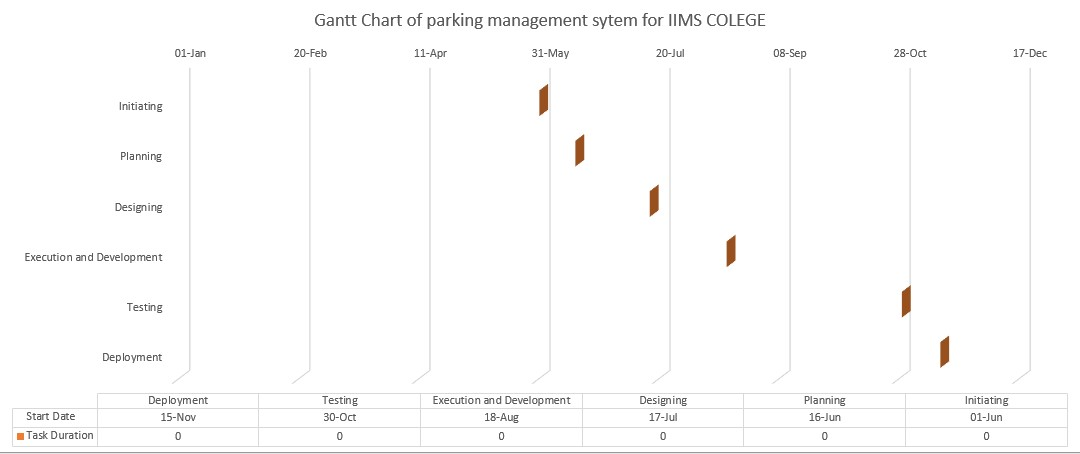 Gantt Chart of parking management sytem for IIMS COLEGE
01-Jan 20-Feb 11-Apr 31-May 20-Jul 08-Sep 28-Oct 17-Dec
Initiating
Planning
Designing
Execution and Development
Testing
Deployment
Deployment Testing Execution and Development Designing Planning Initiating
Start Date 15-Nov 30-Oct 18-Aug 17-Jul 16-Jun 01-Jun
Task Duration 0 0 0 0 0 0